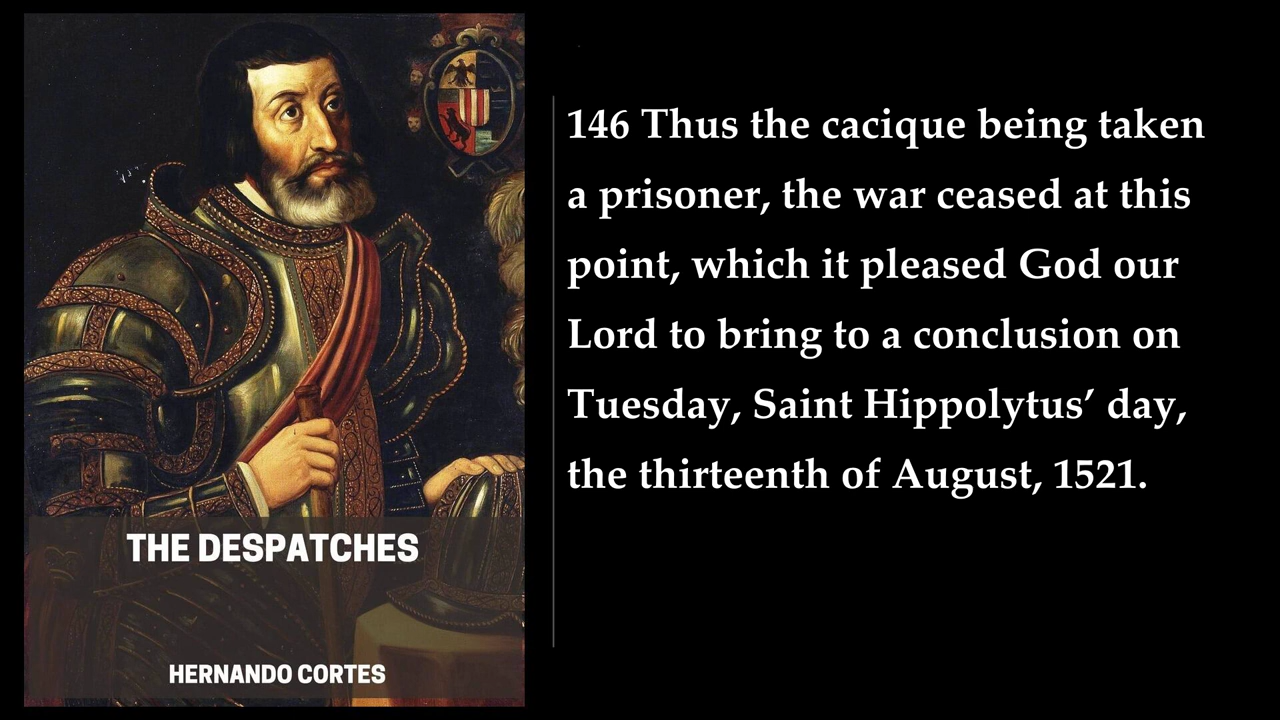 146 Thus the cacique being taken
a prisoner, the war ceased at this
point, which it pleased God our
Lord to bring to a conclusion on
Tuesday, Saint Hippolytus’ day,
the thirteenth of August, 1521.
THE DESPATCHES
HERNANDO CORTES